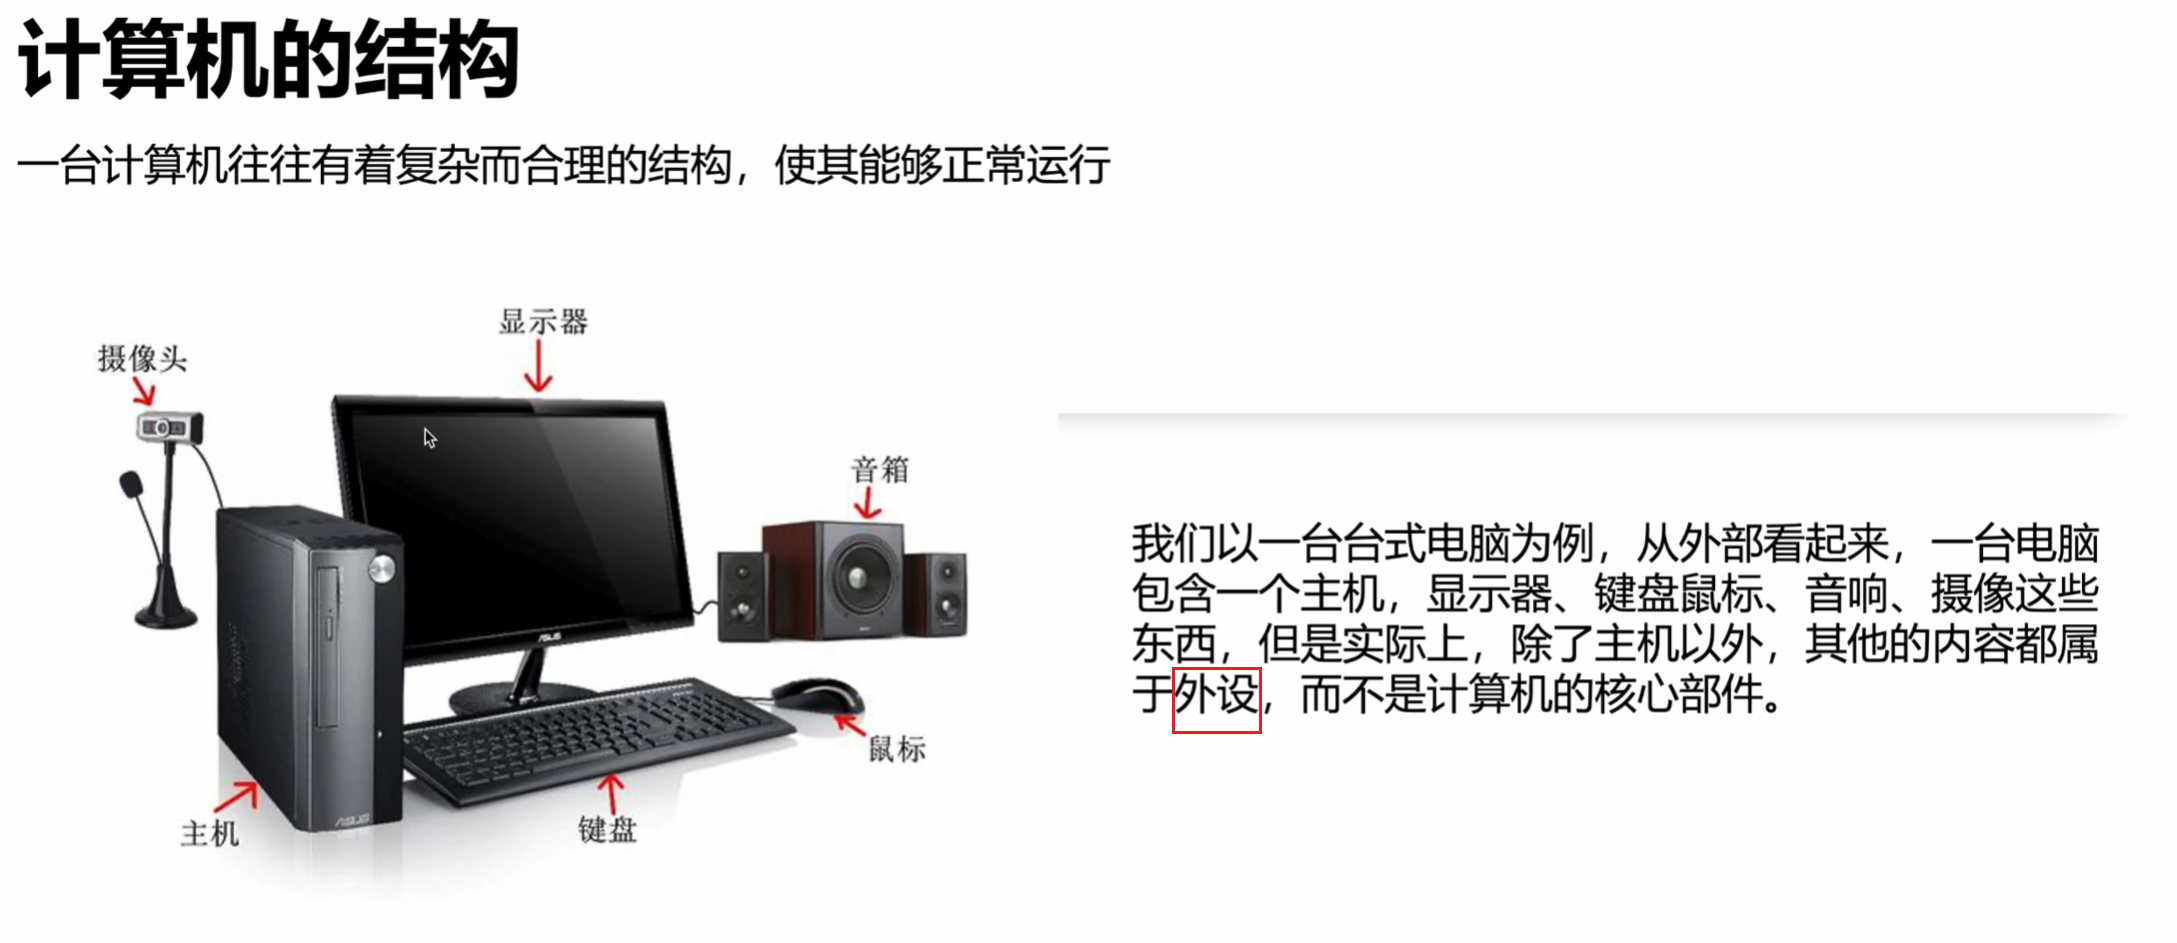 计算机的结构
一台计算机往往有着复杂而合理的结构，使其能够正常运行
显示器
摄像头
音箱
我们以一台台式电脑为例，从外部看起来，一台电脑
包含一个主机，显示器、键盘鼠标、音响、摄像这些
东西，但是实际上，除了主机以外，其他的内容都属
于外设，而不是计算机的核心部件。
ASUS
鼠标
ASUS
主机
键盘